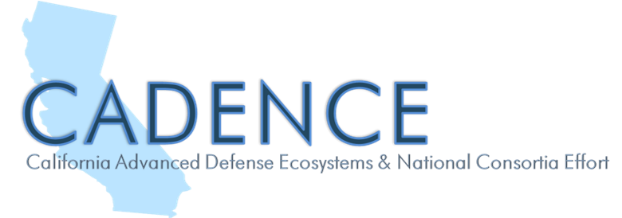 CADENCE
California Advanced Defense Ecosystems & National Consortia Effort